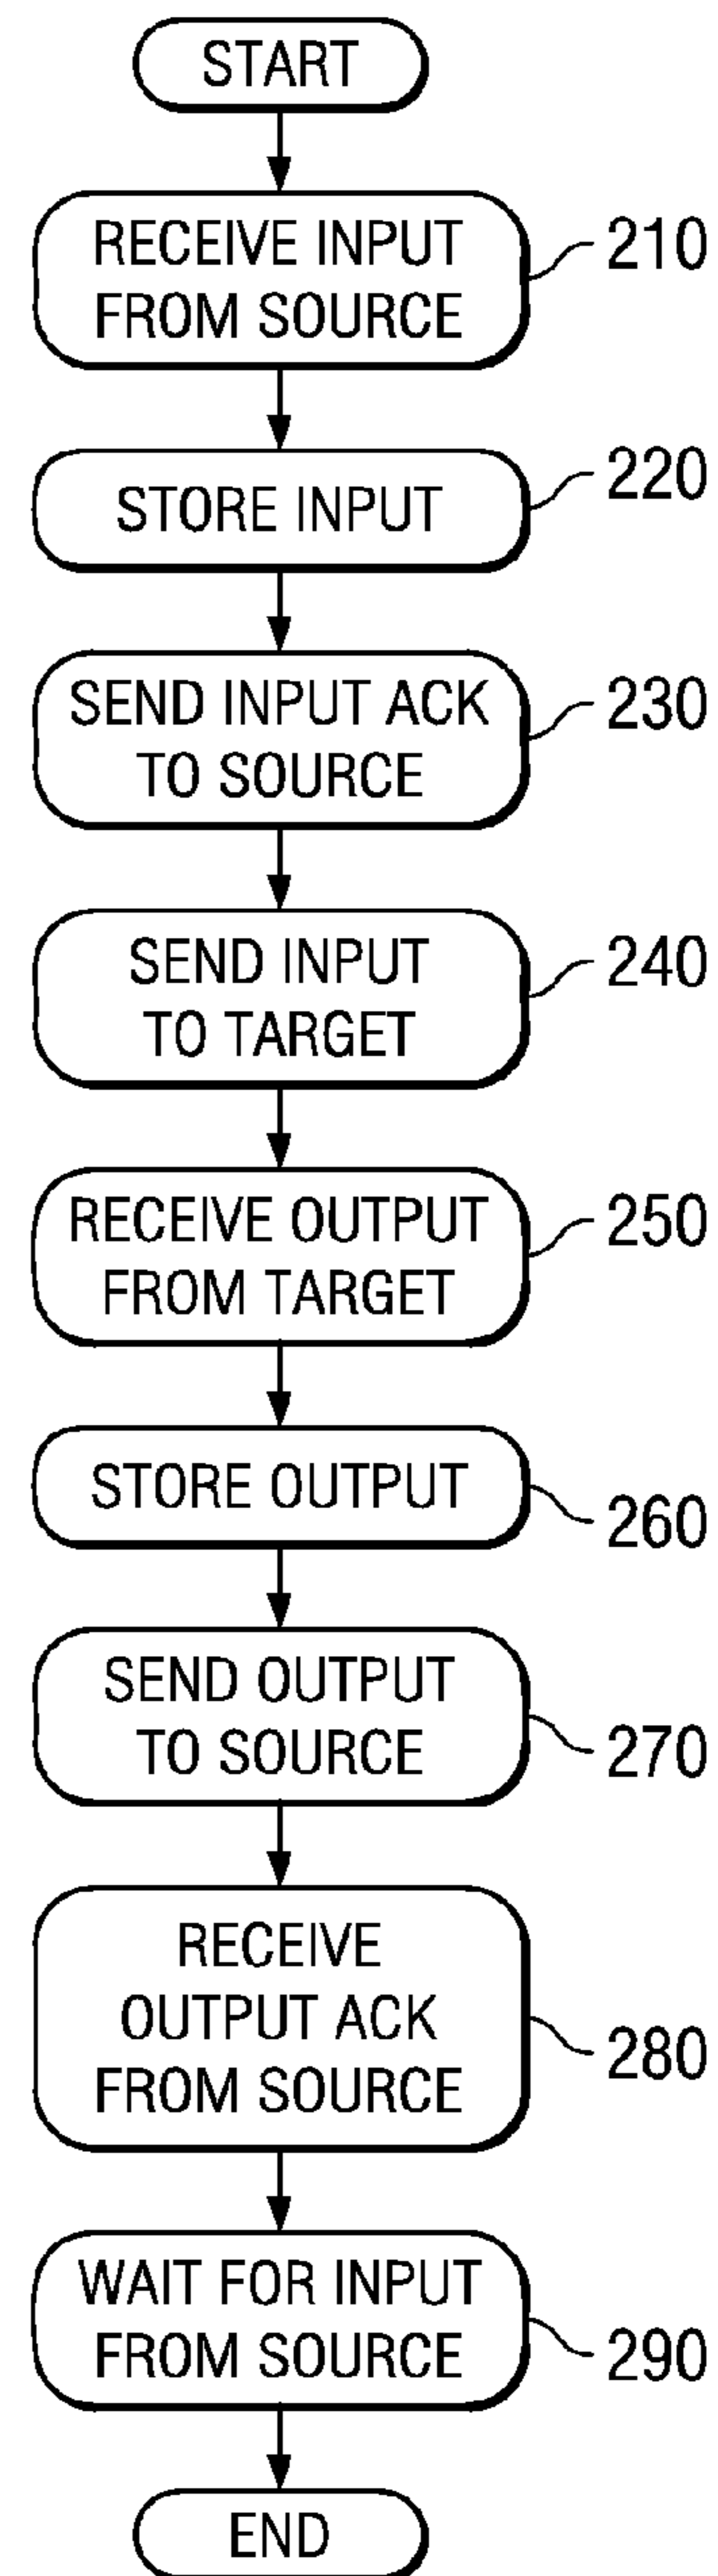 START
RECEIVE INPUT
FROM SOURCE
210
STORE INPUT
220
SEND INPUT ACK
TO SOURCE
230
SEND INPUT
TO TARGET
240
RECEIVE OUTPUT
FROM TARGET
250
STORE OUTPUT
260
SEND OUTPUT
TO SOURCE
270
RECEIVE
OUTPUT ACK
FROM SOURCE
280
WAIT FOR INPUT
FROM SOURCE
290
END